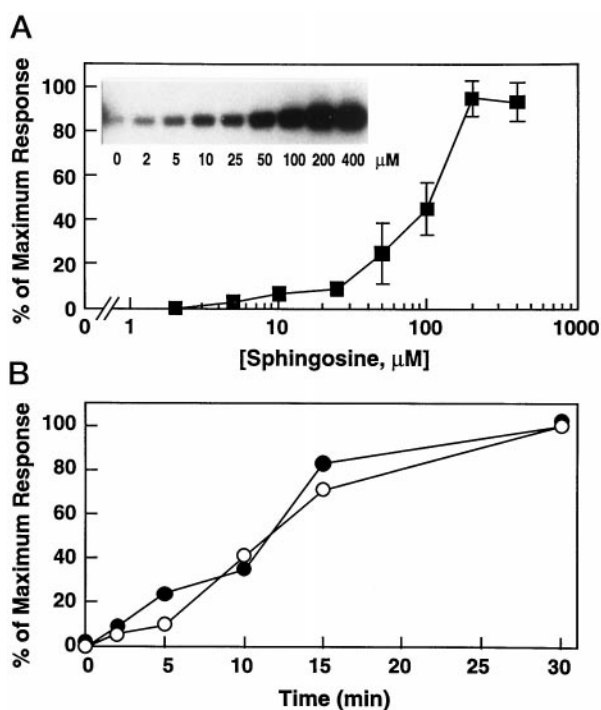 A
% of Maximum Response
100
80
60
40
20
0
0 2 5 10 25 50 100 200 400 μM
0 1 10 100 1000
[Sphingosine, μM]
B
% of Maximum Response
100
80
60
40
20
0
0 5 10 15 20 25 30
Time (min)